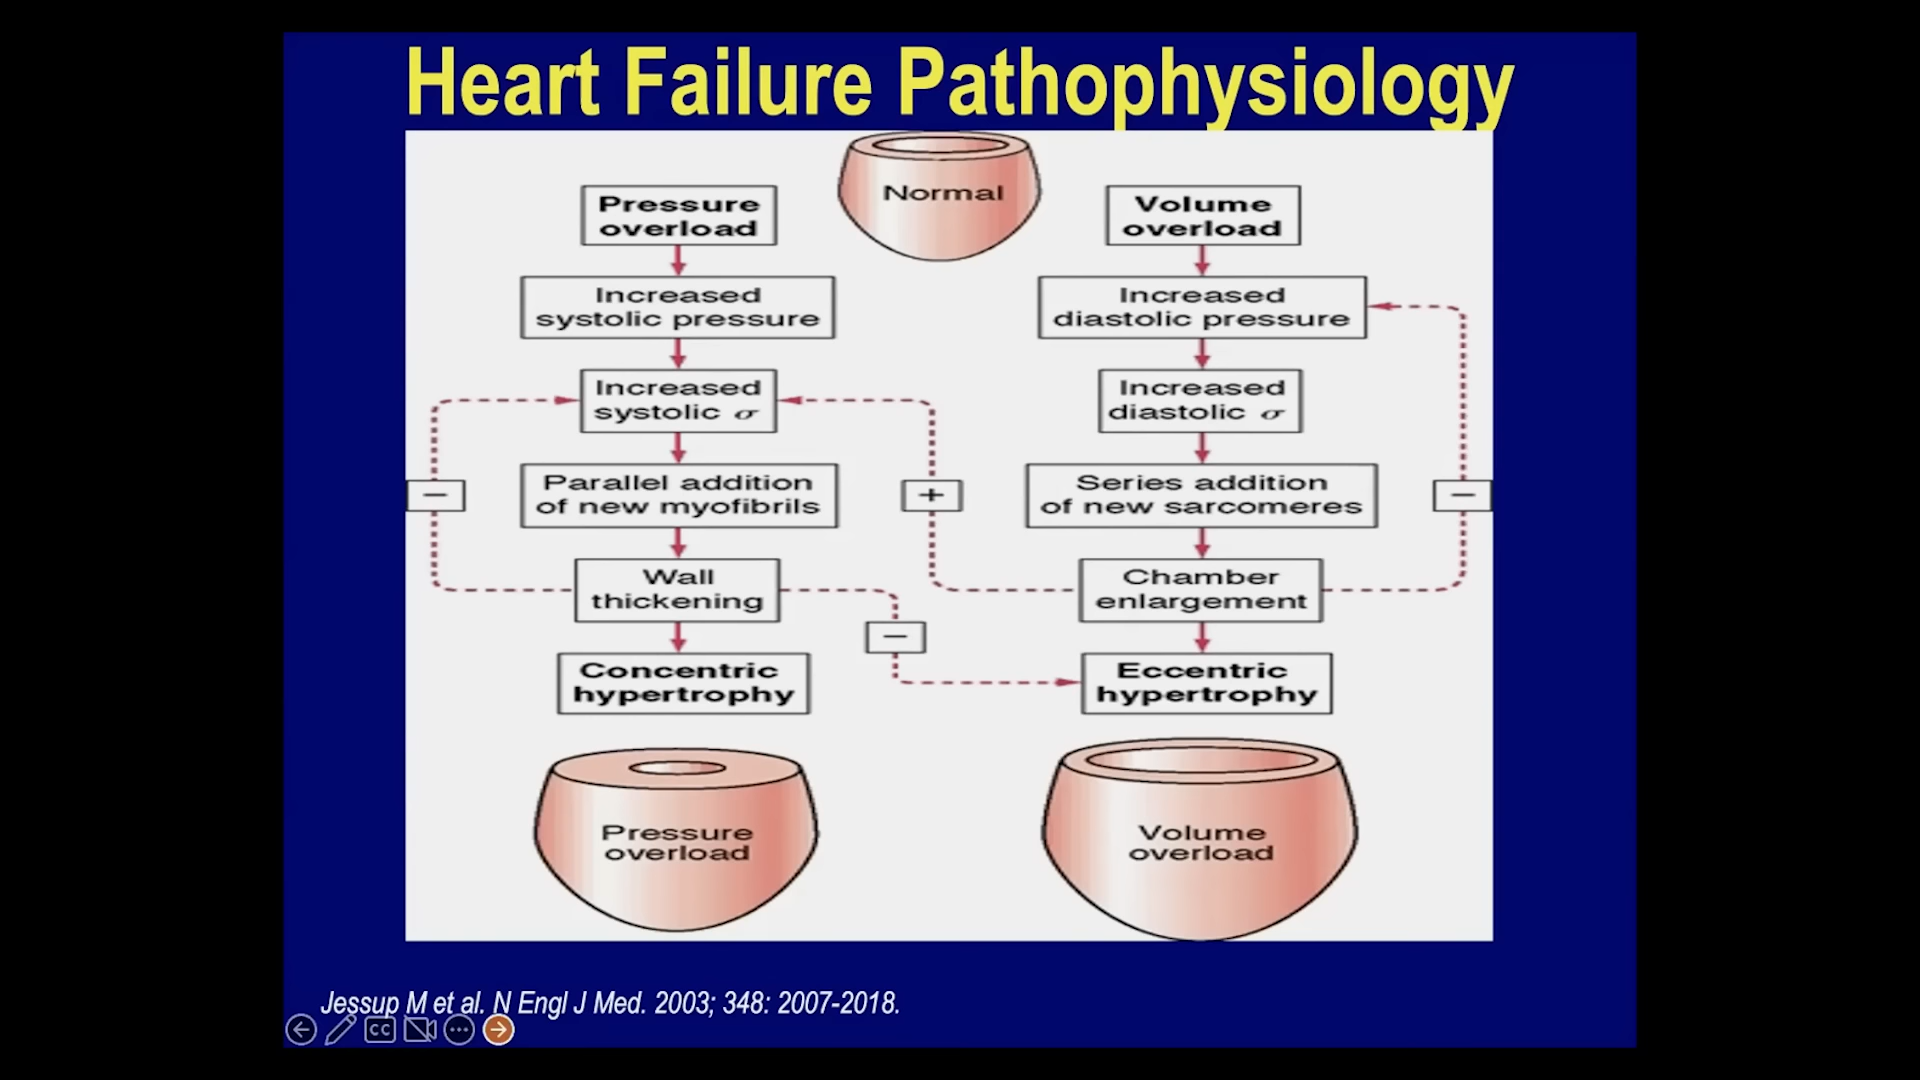 Heart Failure Pathophysiology
Normal
Pressure
overload
Increased
systolic pressure
Increased
systolic σ
Parallel addition
of new myofibrils
Wall
thickening
Concentric
hypertrophy
−
+
−
−
Volume
overload
Increased
diastolic pressure
Increased
diastolic σ
Series addition
of new sarcomeres
Chamber
enlargement
Eccentric
hypertrophy
Pressure
overload
Volume
overload
Jessup M et al. N Engl J Med. 2003; 348: 2007-2018.
CC